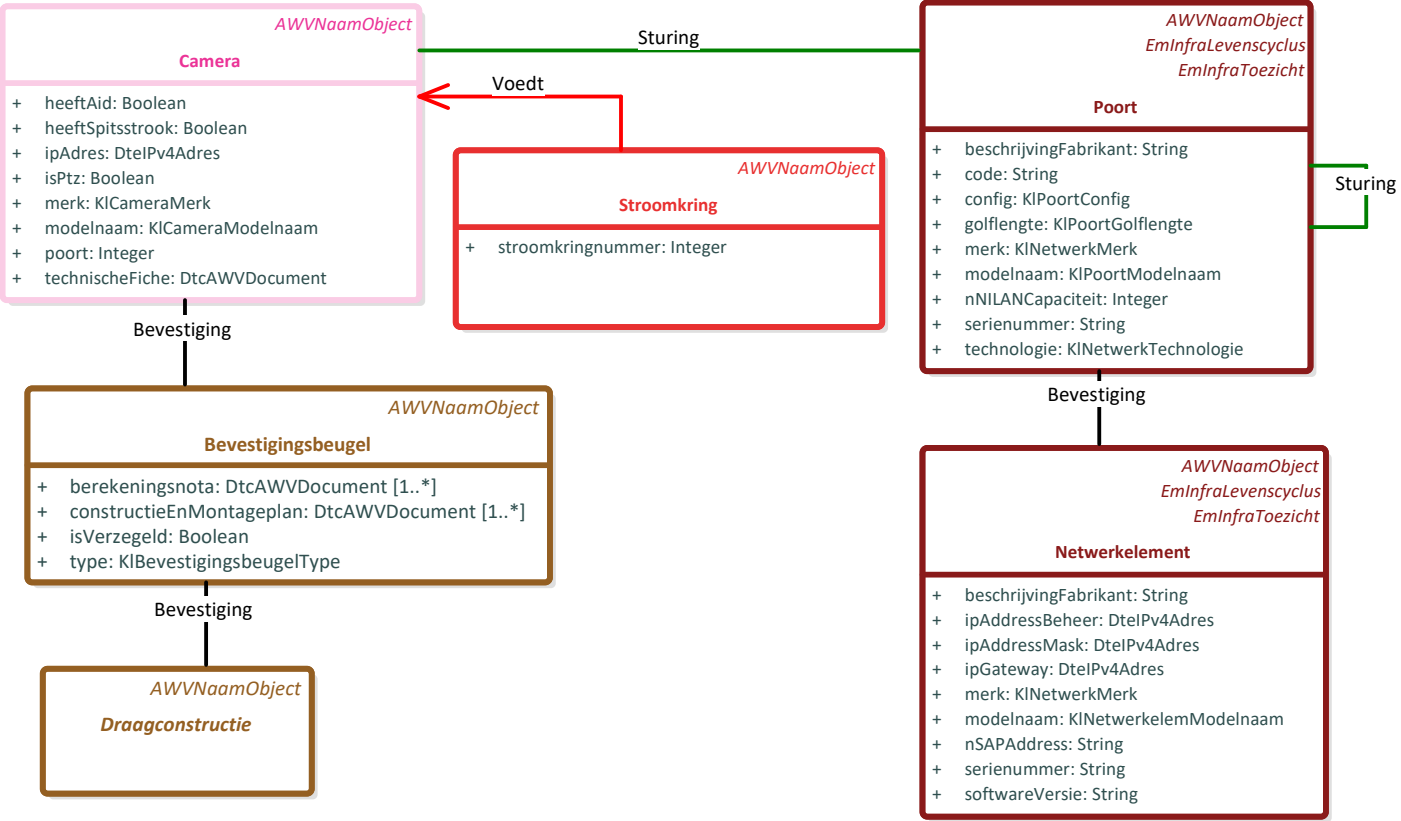 AWVNaamObject
Camera
+ heeftAid: Boolean
+ heeftSpitsstrook: Boolean
+ ipAdres: DteIPv4Adres
+ isPtz: Boolean
+ merk: KlCameraMerk
+ modelnaam: KlCameraModelnaam
+ poort: Integer
+ technischeFiche: DtcAWVDocument
Sturing
Voedt
AWVNaamObject
Stroomkring
+ stroomkringnummer: Integer
AWVNaamObject
EmInfraLevenscyclus
EmInfraToezicht
Poort
+ beschrijvingFabrikant: String
+ code: String
+ config: KlPoortConfig
+ golflengte: KlPoortGolflengte
+ merk: KlNetwerkMerk
+ modelnaam: KlPoortModelnaam
+ nNILANCapaciteit: Integer
+ serienummer: String
+ technologie: KlNetwerkTechnologie
Sturing
Bevestiging
AWVNaamObject
Bevestigingsbeugel
+ berekeningsnota: DtcAWVDocument [1..*]
+ constructieEnMontageplan: DtcAWVDocument [1..*]
+ isVerzegeld: Boolean
+ type: KlBevestigingsbeugelType
Bevestiging
AWVNaamObject
Draagconstructie
Bevestiging
AWVNaamObject
EmInfraLevenscyclus
EmInfraToezicht
Netwerkelement
+ beschrijvingFabrikant: String
+ ipAddressBeheer: DteIPv4Adres
+ ipAddressMask: DteIPv4Adres
+ ipGateway: DteIPv4Adres
+ merk: KlNetwerkMerk
+ modelnaam: KlNetwerkelemModelnaam
+ nSAPAddress: String
+ serienummer: String
+ softwareVersie: String